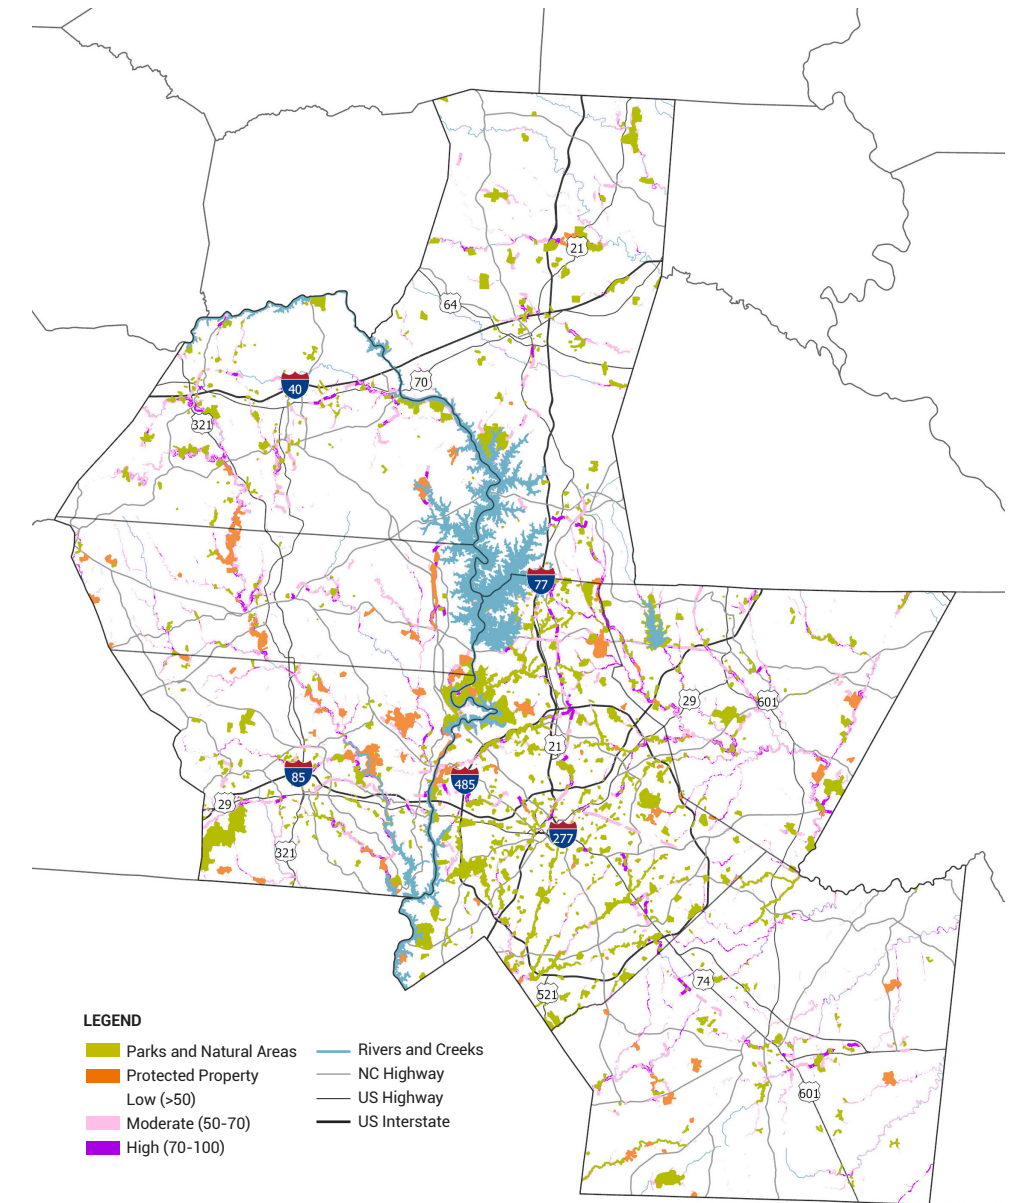 21
64
70
40
321
77
29
601
21
85
485
29
277
321
74
521
601
LEGEND
Parks and Natural Areas
Protected Property
Low (>50)
Moderate (50-70)
High (70-100)
Rivers and Creeks
NC Highway
US Highway
US Interstate